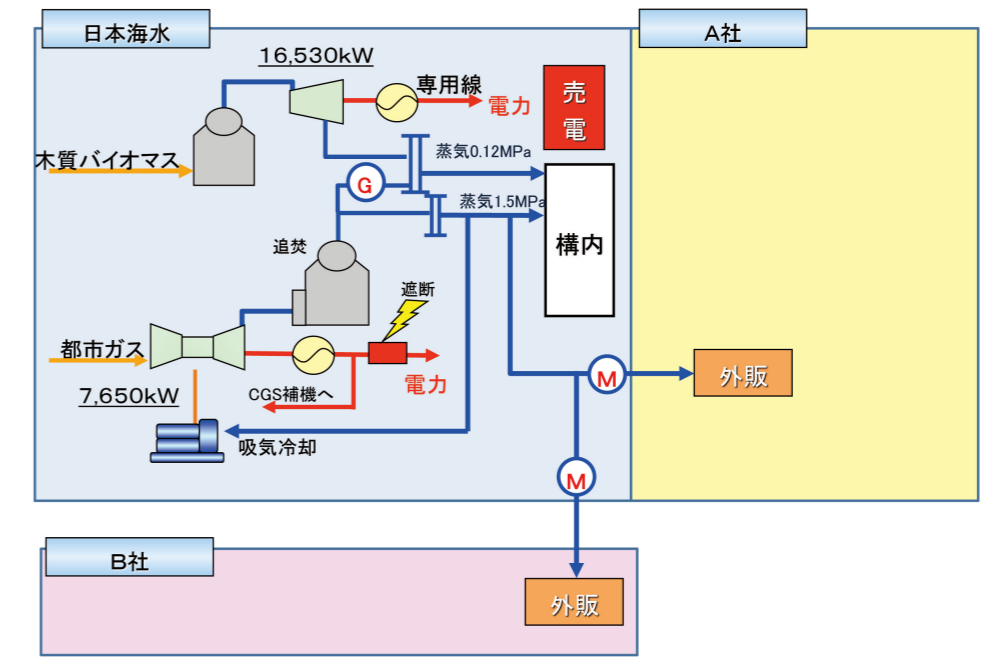 日本海水
A社
16,530kW
専用線
電力
売
電
木質バイオマス
蒸気0.12MPa
G
蒸気1.5MPa
構内
追焚
遮断
都市ガス
電力
7,650kW
CGS補機へ
吸気冷却
M
外販
M
B社
外販